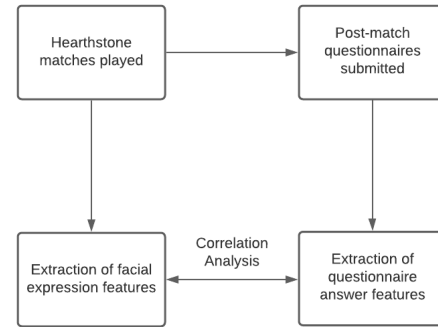 Hearthstone
matches played
Post-match
questionnaires
submitted
Correlation
Analysis
Extraction of facial
expression features
Extraction of
questionnaire
answer features